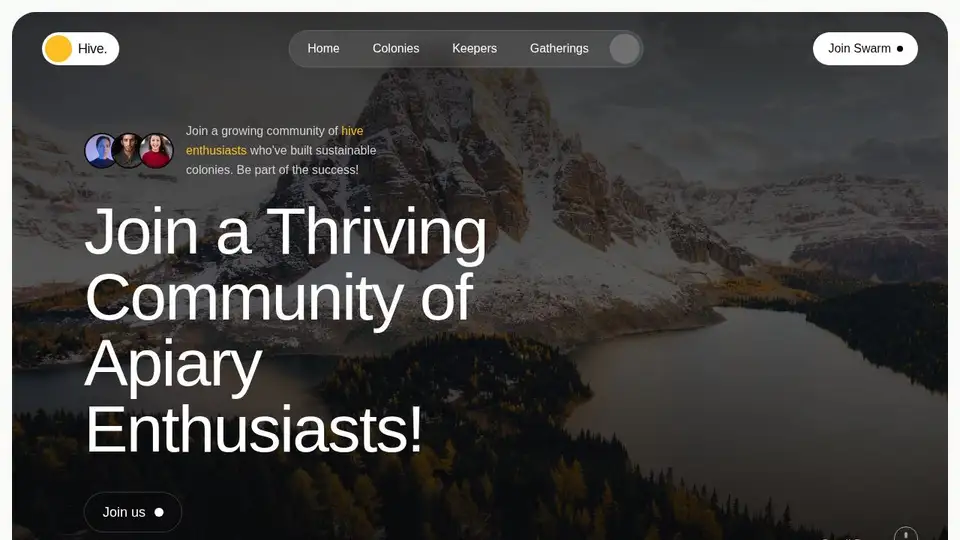 Hive.
Home
Colonies
Keepers
Gatherings
Join Swarm
Join a growing community of hive
enthusiasts who've built sustainable
colonies. Be part of the success!
Join a Thriving
Community of
Apiary
Enthusiasts!
Join us